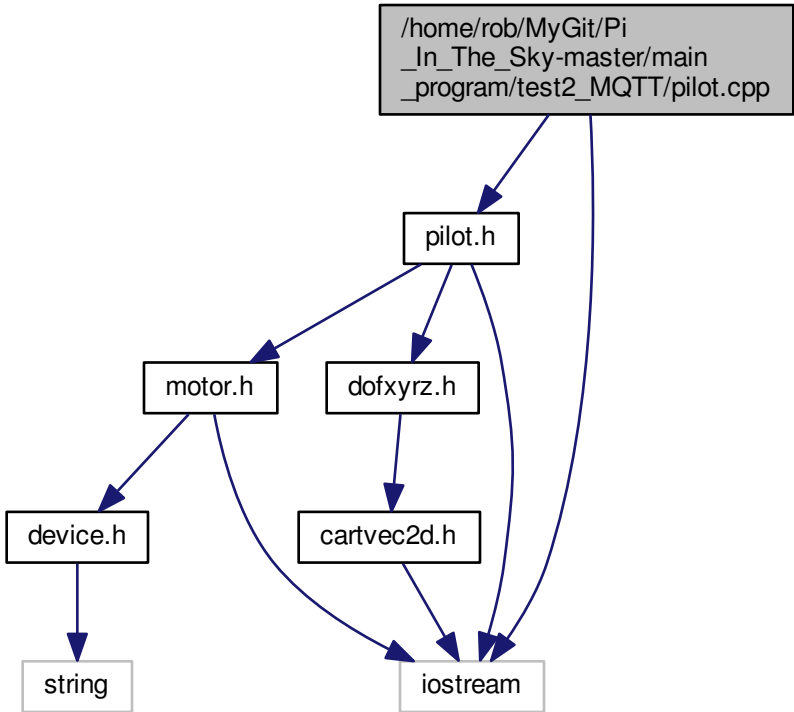 /home/rob/MyGit/Pi
_In_The_Sky-master/main
_program/test2_MQTT/pilot.cpp
pilot.h
motor.h
dofxyrz.h
device.h
cartvec2d.h
string
iostream